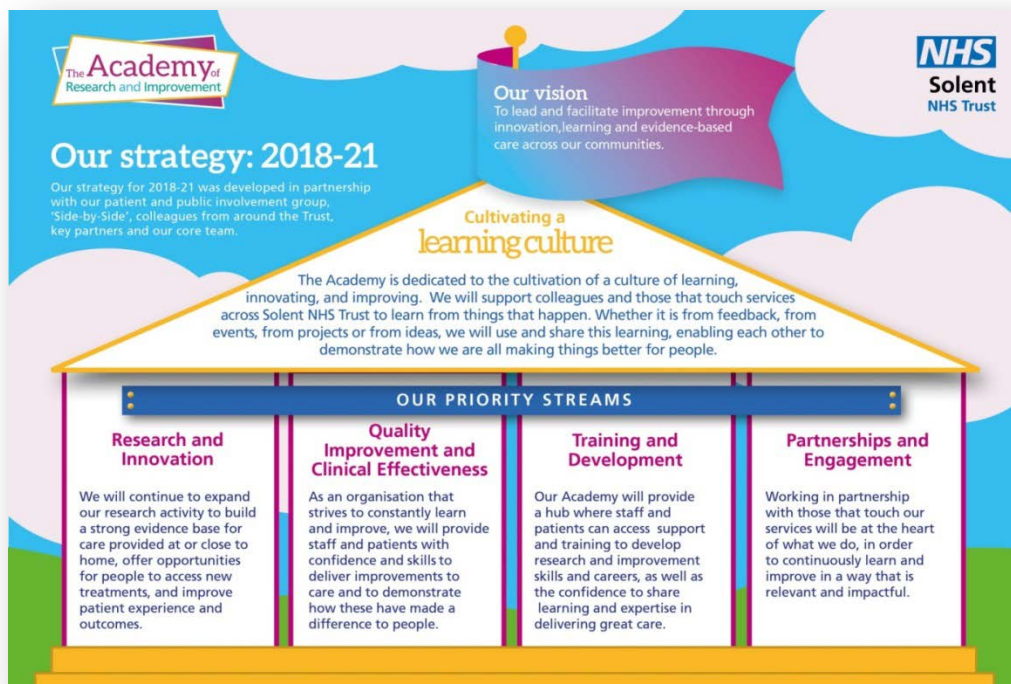 The Academy of
Research and Improvement
NHS
Solent
NHS Trust
Our vision
To lead and facilitate improvement through
innovation,learning and evidence-based
care across our communities.
Our strategy: 2018-21
Our strategy for 2018-21 was developed in partnership
with our patient and public involvement group,
'Side-by-Side', colleagues from around the Trust,
key partners and our core team.
Cultivating a
learning culture
The Academy is dedicated to the cultivation of a culture of learning,
innovating, and improving. We will support colleagues and those that touch services
across Solent NHS Trust to learn from things that happen. Whether it is from feedback, from
events, from projects or from ideas, we will use and share this learning, enabling each other to
demonstrate how we are all making things better for people.
OUR PRIORITY STREAMS
Research and
Innovation
We will continue to expand
our research activity to build
a strong evidence base for
care provided at or close to
home, offer opportunities
for people to access new
treatments, and improve
patient experience and
outcomes.
Quality
Improvement and
Clinical Effectiveness
As an organisation that
strives to constantly learn
and improve, we will provide
staff and patients with
confidence and skills to
deliver improvements to
care and to demonstrate
how these have made a
difference to people.
Training and
Development
Our Academy will provide
a hub where staff and
patients can access support
and training to develop
research and improvement
skills and careers, as well as
the confidence to share
learning and expertise in
delivering great care.
Partnerships and
Engagement
Working in partnership
with those that touch our
services will be at the heart
of what we do, in order
to continuously learn and
improve in a way that is
relevant and impactful.